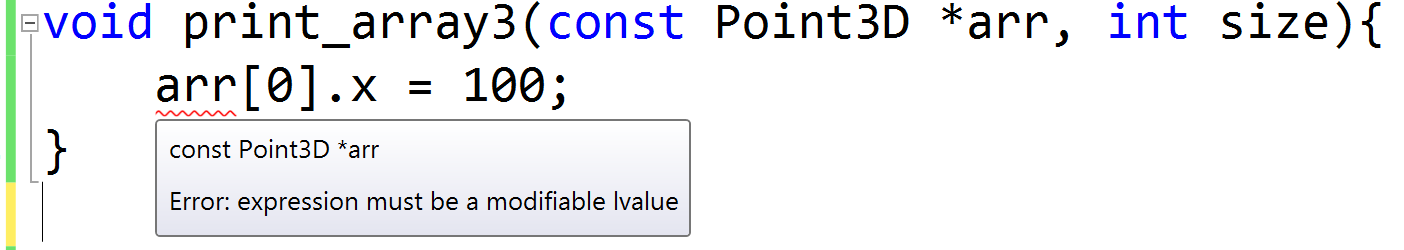 void print_array3(const Point3D *arr, int size){
arr[0].x = 100;
}
const Point3D *arr
Error: expression must be a modifiable lvalue